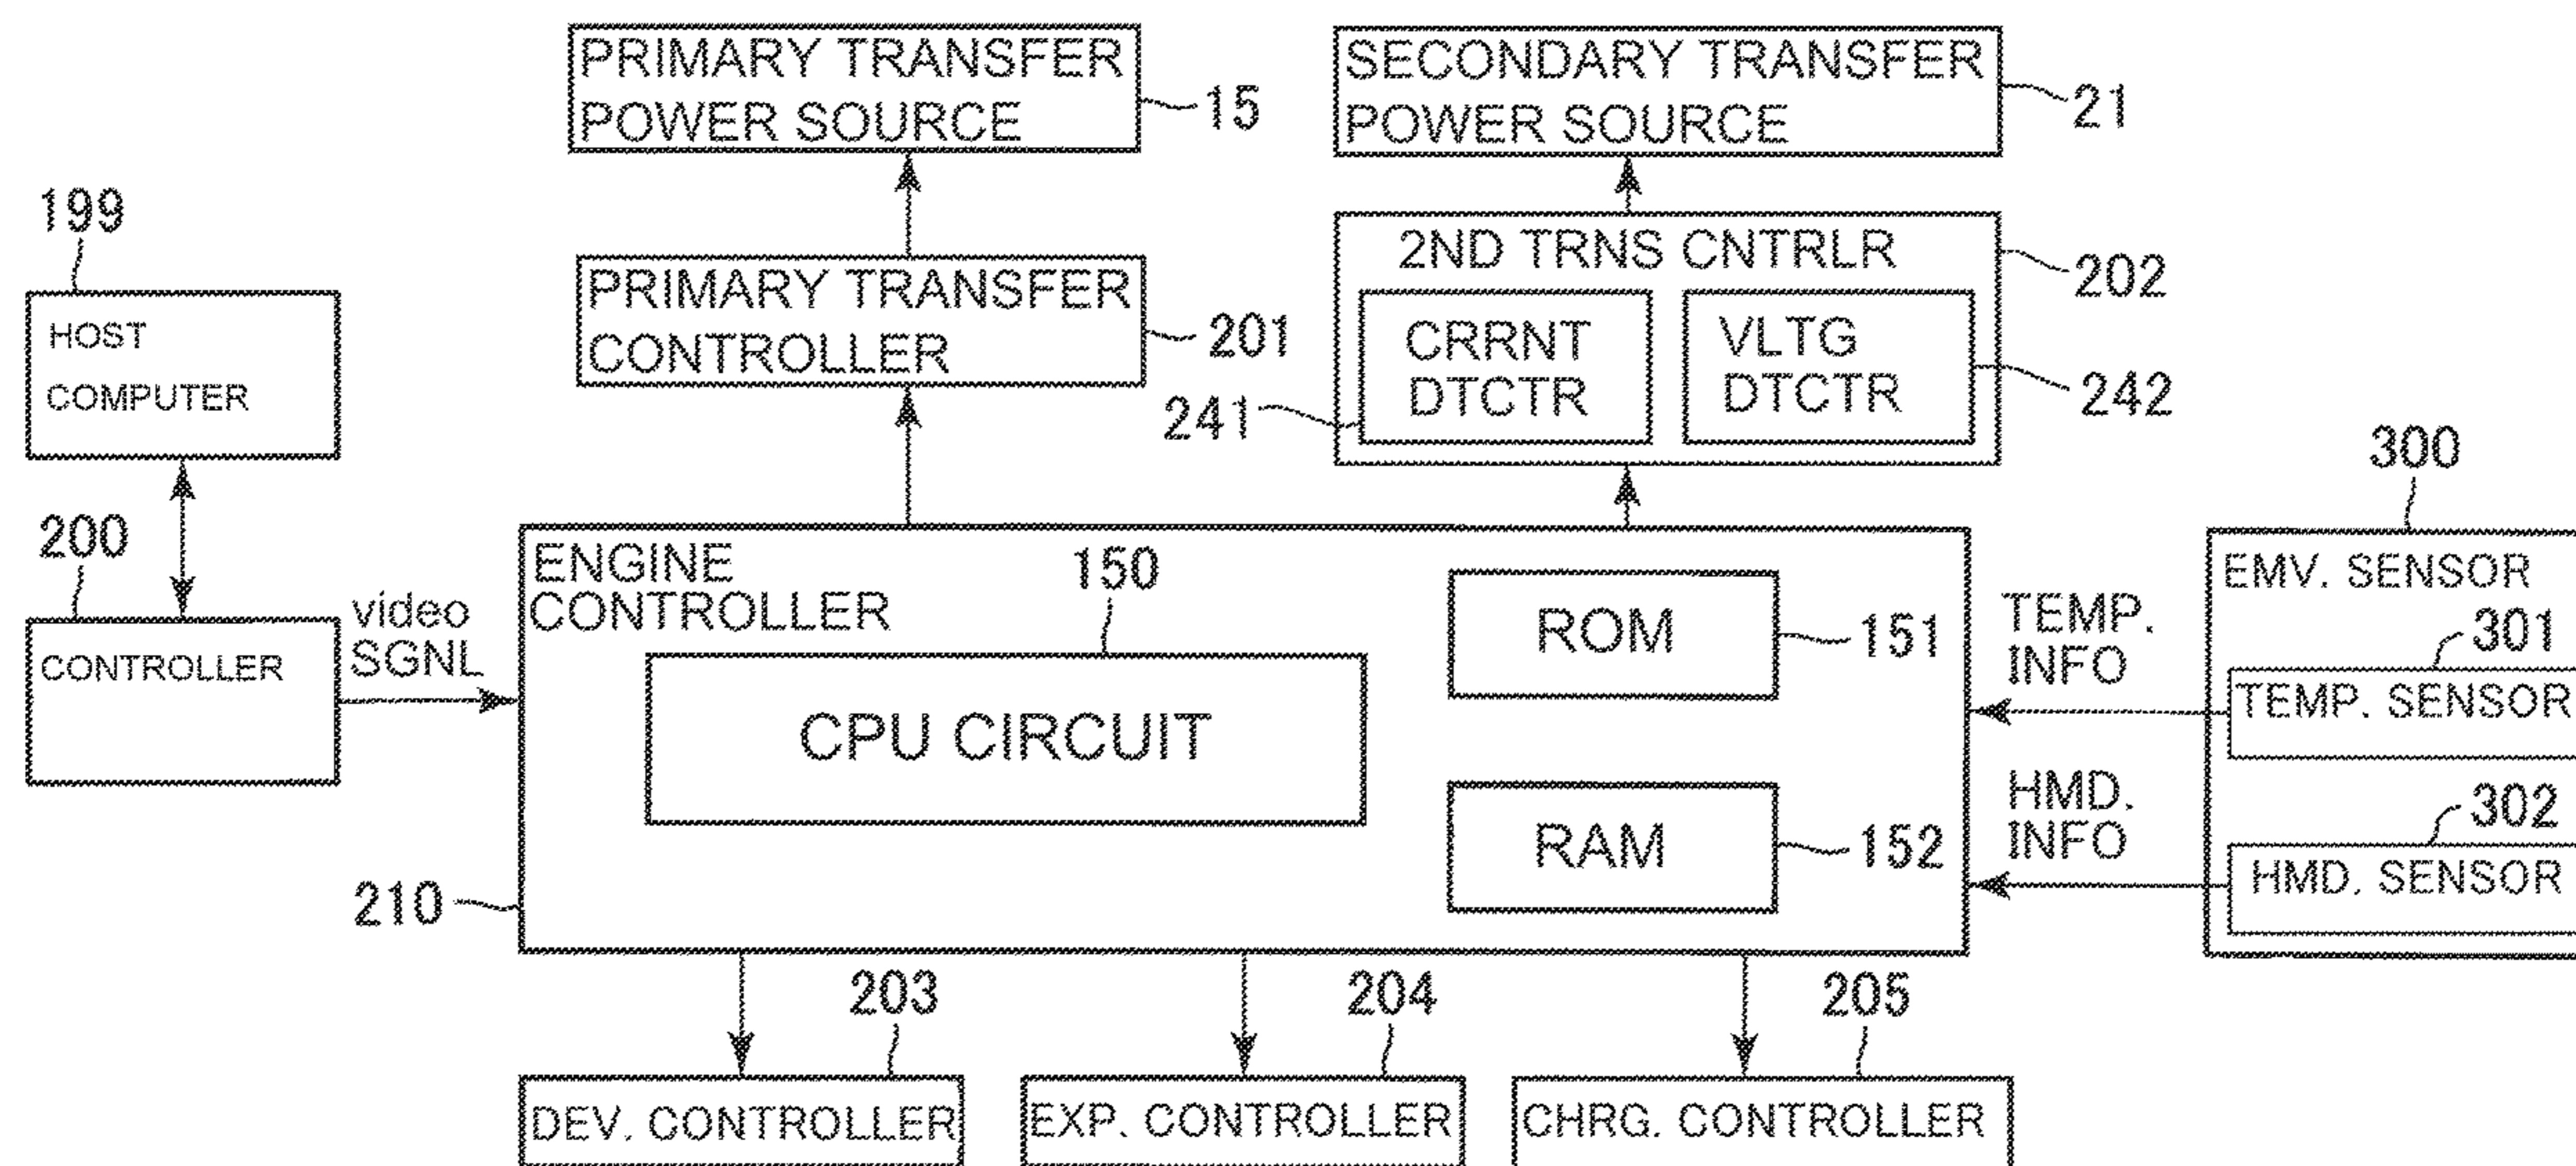 PRIMARY TRANSFER
POWER SOURCE
15
SECONDARY TRANSFER
POWER SOURCE
21
199
HOST
COMPUTER
PRIMARY TRANSFER
CONTROLLER
201
2ND TRNS CNTRLR
202
CRRNT
DTCTR
241
VLTG
DTCTR
242
200
CONTROLLER
video
SGNL
ENGINE
CONTROLLER
150
CPU CIRCUIT
ROM
151
RAM
152
210
TEMP.
INFO
HMD.
INFO
300
EMV. SENSOR
301
TEMP. SENSOR
302
HMD. SENSOR
203
DEV. CONTROLLER
204
EXP. CONTROLLER
205
CHRG. CONTROLLER